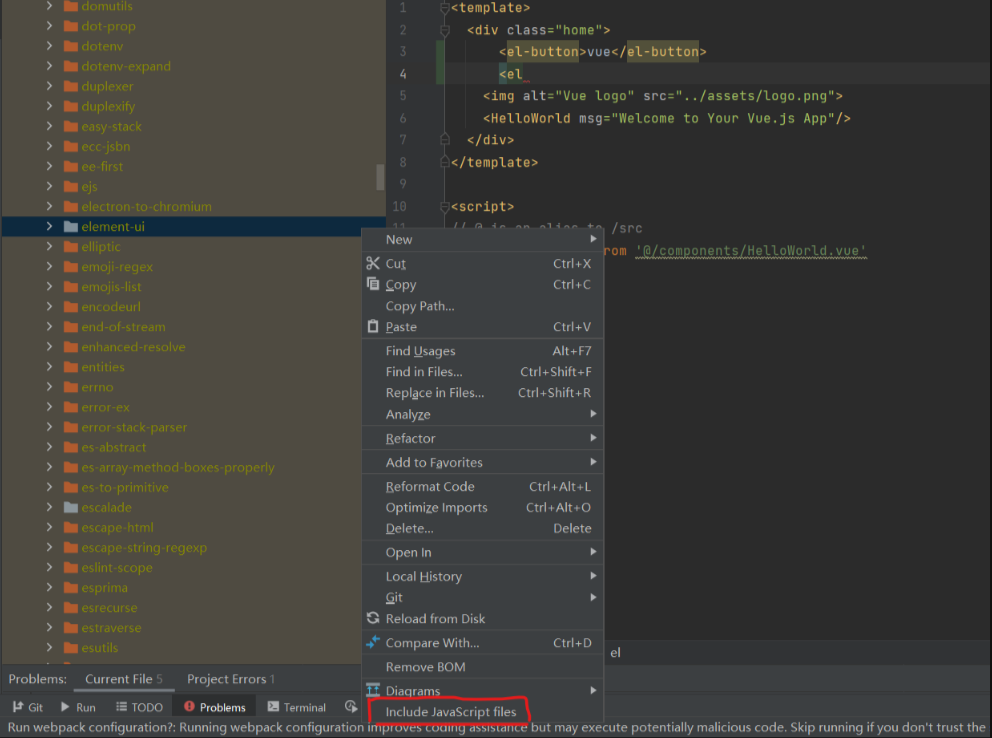 domutils
dot-prop
dotenv
dotenv-expand
duplexer
duplexify
easy-stack
ecc-jsbn
ee-first
ejs
electron-to-chromium
element-ui
elliptic
emoji-regex
emojis-list
encodeurl
end-of-stream
enhanced-resolve
entities
errno
error-ex
error-stack-parser
es-abstract
es-array-method-boxes-properly
es-to-primitive
escalade
escape-html
escape-string-regexp
eslint-scope
esprima
esrecurse
estraverse
esutils
1 <template>
2 <div class="home">
3 <el-button>vue</el-button>
4 <el
5 <img alt="Vue logo" src="../assets/logo.png">
6 <HelloWorld msg="Welcome to Your Vue.js App"/>
7 </div>
8 </template>
9
10 <script>
/src
rom '@/components/HelloWorld.vue'
New
Cut Ctrl+X
Copy Ctrl+C
Copy Path...
Paste Ctrl+V
Find Usages Alt+F7
Find in Files... Ctrl+Shift+F
Replace in Files... Ctrl+Shift+R
Analyze
Refactor
Add to Favorites
Reformat Code Ctrl+Alt+L
Optimize Imports Ctrl+Alt+O
Delete... Delete
Open In
Local History
Git
Reload from Disk
Compare With... Ctrl+D
Remove BOM
Diagrams
Include JavaScript files
el
Problems: Current File 5 Project Errors 1
Git Run TODO Problems Terminal
Run webpack configuration?: Running webpack configuration improves coding assistance but may execute potentially malicious code. Skip running if you don't trust the